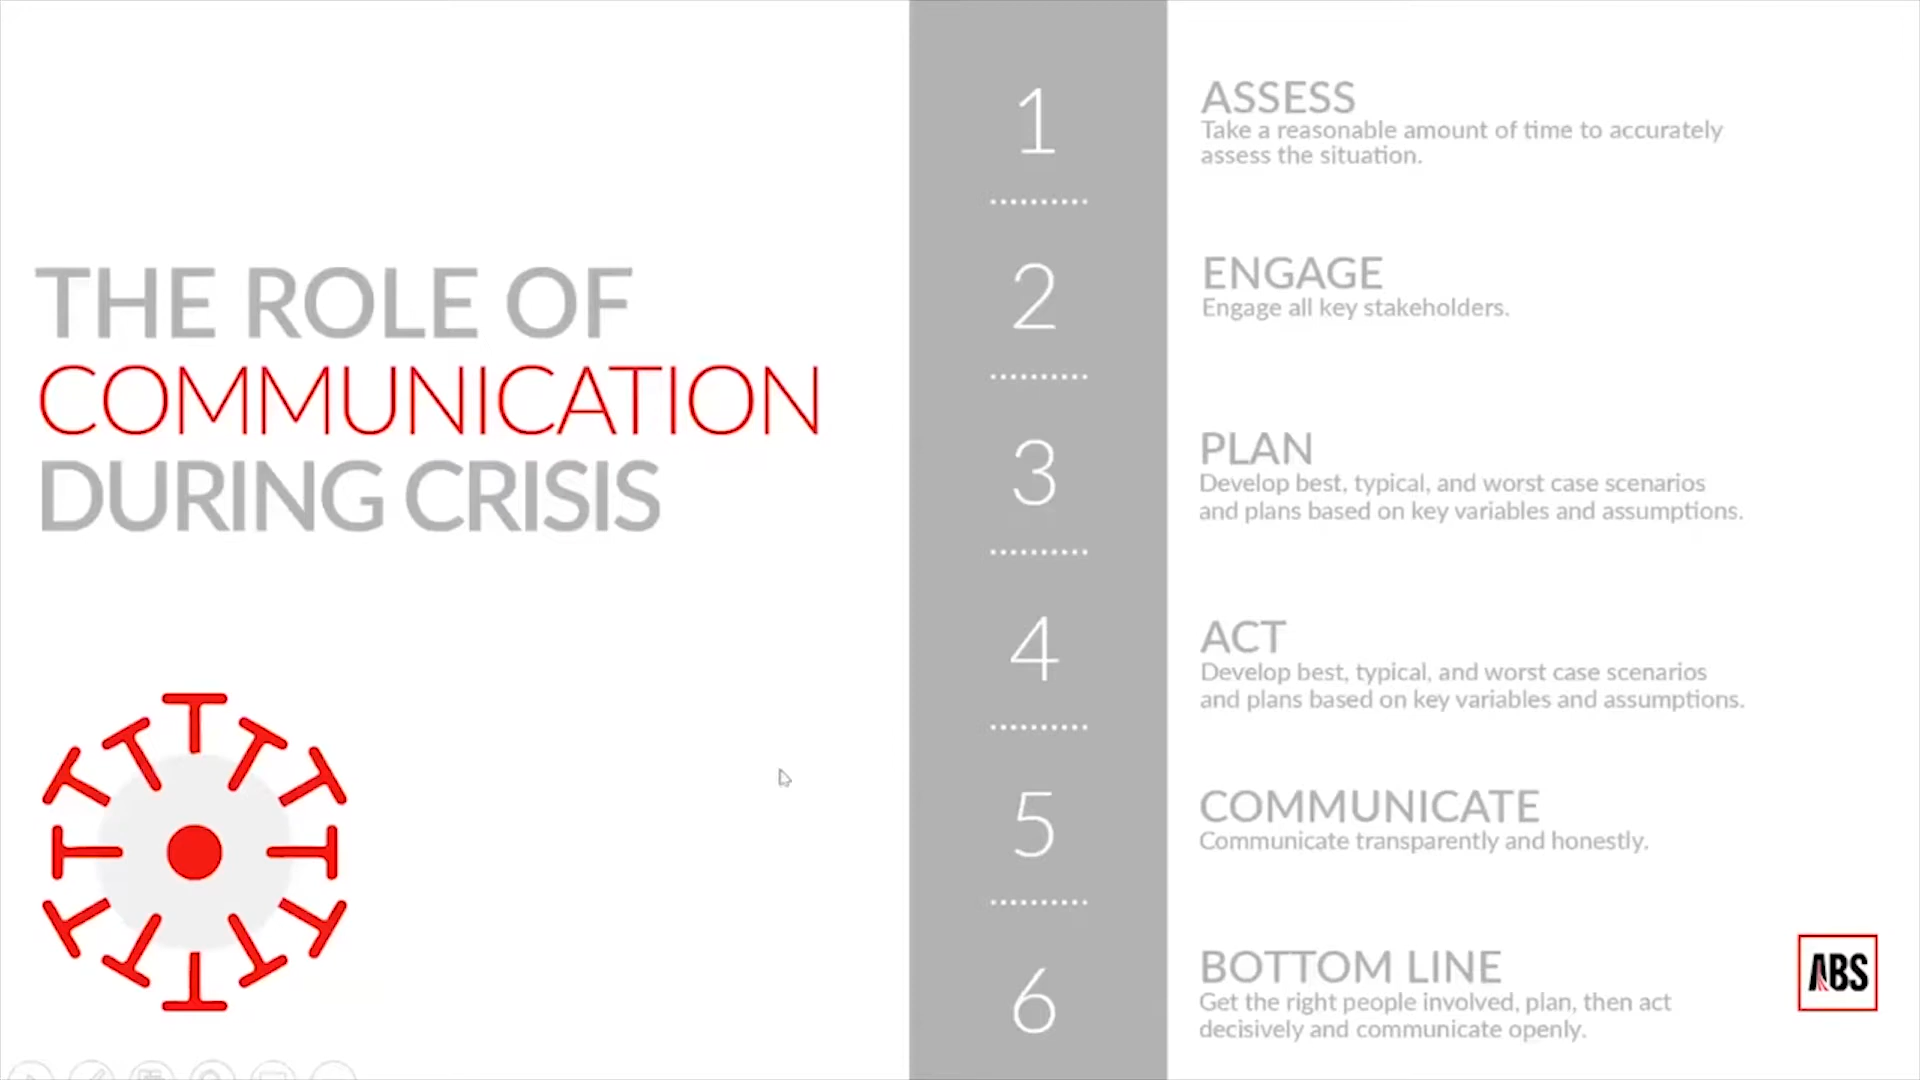 THE ROLE OF
COMMUNICATION
DURING CRISIS
1
ASSESS
Take a reasonable amount of time to accurately
assess the situation.
2
ENGAGE
Engage all key stakeholders.
3
PLAN
Develop best, typical, and worst case scenarios
and plans based on key variables and assumptions.
4
ACT
Develop best, typical, and worst case scenarios
and plans based on key variables and assumptions.
5
COMMUNICATE
Communicate transparently and honestly.
6
BOTTOM LINE
Get the right people involved, plan, then act
decisively and communicate openly.
ABS